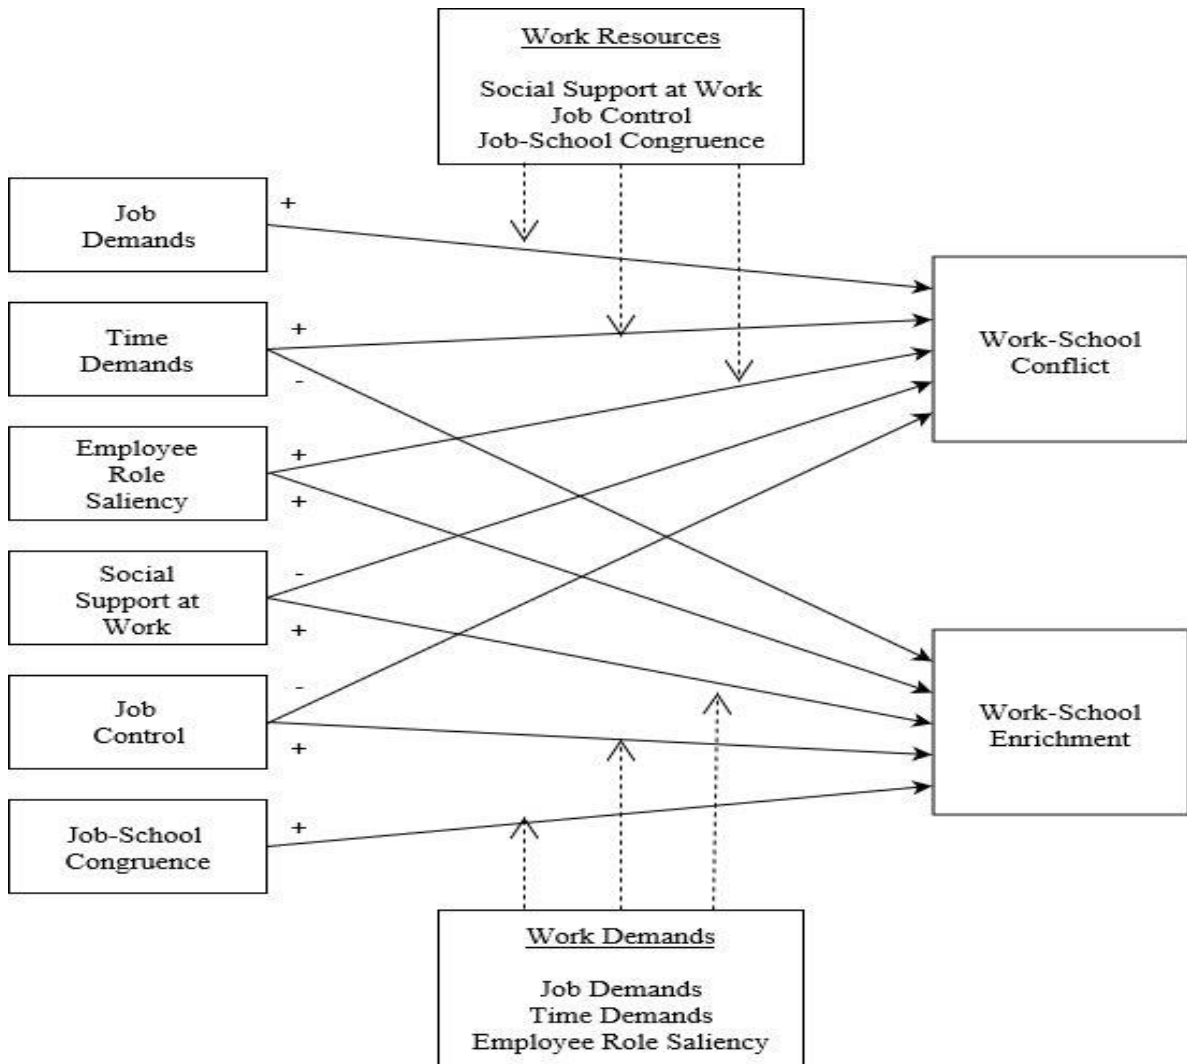 Work Resources
Social Support at Work
Job Control
Job-School Congruence
Job
Demands
+
Time
Demands
+
-
Employee
Role
Saliency
+
+
Social
Support at
Work
-
+
Job
Control
-
+
Job-School
Congruence
+
Work-School
Conflict
Work-School
Enrichment
Work Demands
Job Demands
Time Demands
Employee Role Saliency